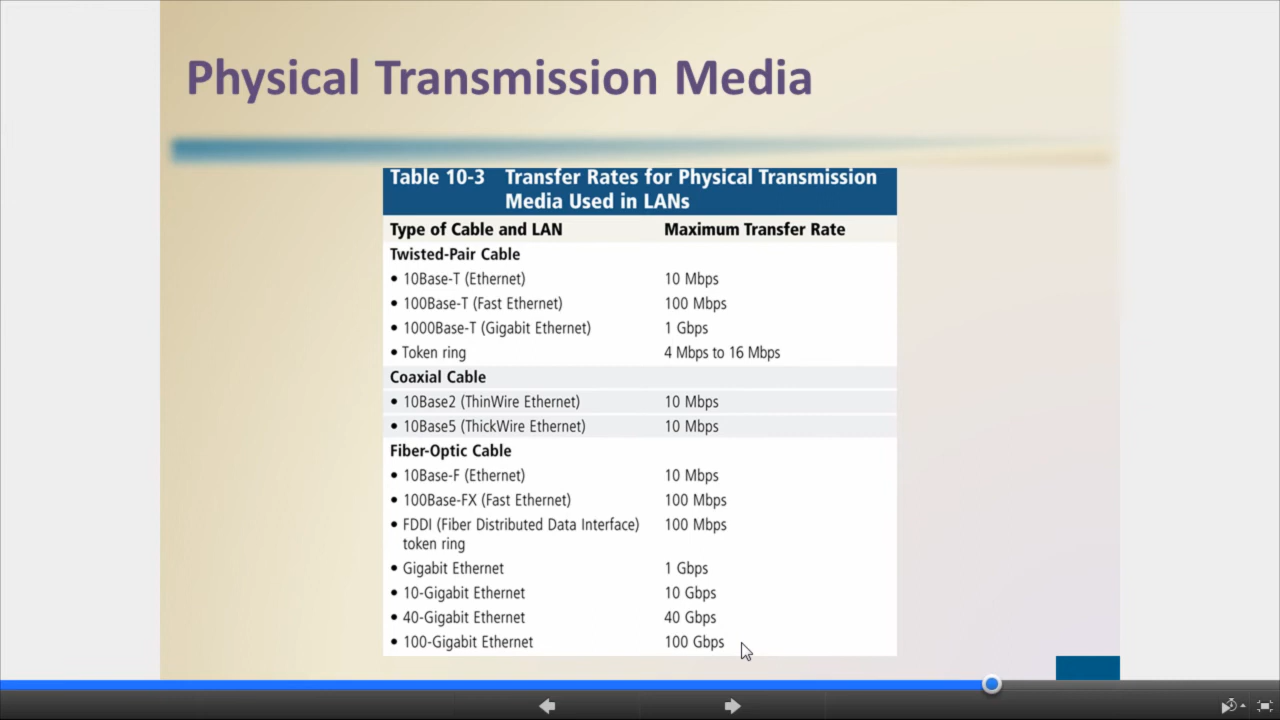 Physical Transmission Media
Table 10-3 Transfer Rates for Physical Transmission
Media Used in LANs
Type of Cable and LAN Maximum Transfer Rate
Twisted-Pair Cable
• 10Base-T (Ethernet) 10 Mbps
• 100Base-T (Fast Ethernet) 100 Mbps
• 1000Base-T (Gigabit Ethernet) 1 Gbps
• Token ring 4 Mbps to 16 Mbps
Coaxial Cable
• 10Base2 (ThinWire Ethernet) 10 Mbps
• 10Base5 (ThickWire Ethernet) 10 Mbps
Fiber-Optic Cable
• 10Base-F (Ethernet) 10 Mbps
• 100Base-FX (Fast Ethernet) 100 Mbps
• FDDI (Fiber Distributed Data Interface) 100 Mbps
token ring
• Gigabit Ethernet 1 Gbps
• 10-Gigabit Ethernet 10 Gbps
• 40-Gigabit Ethernet 40 Gbps
• 100-Gigabit Ethernet 100 Gbps